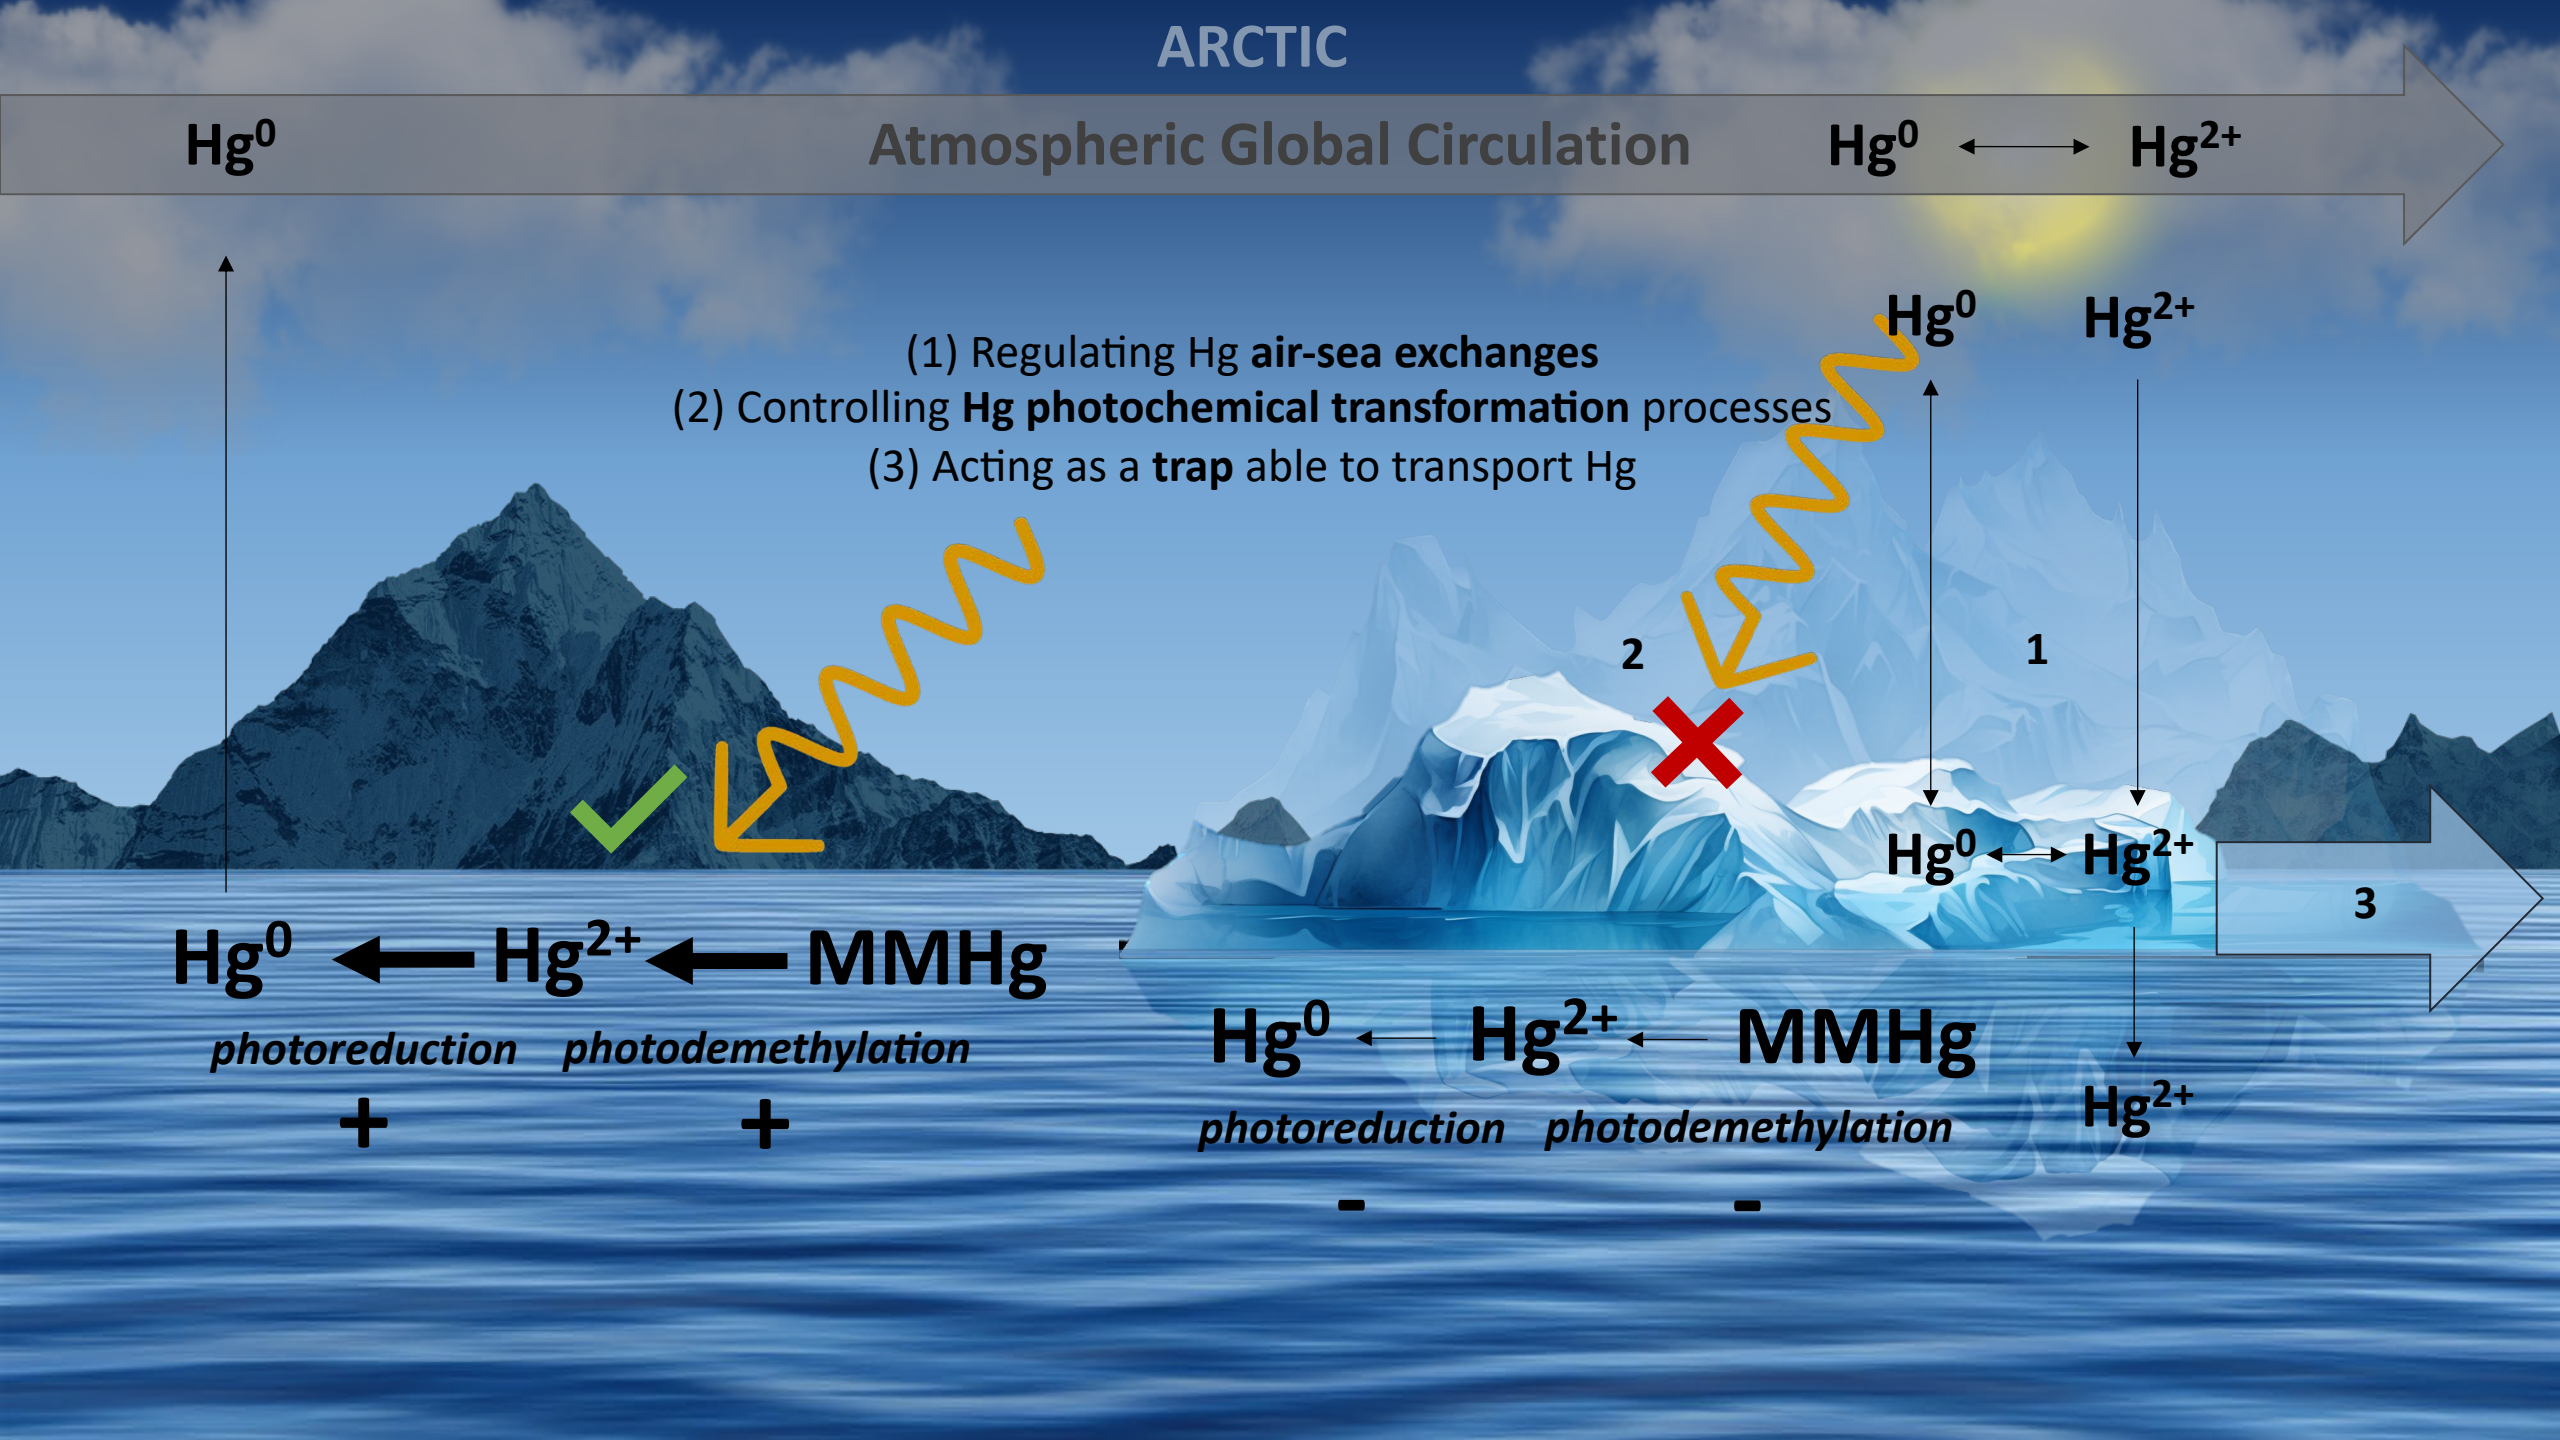 ARCTIC
Hg⁰ Atmospheric Global Circulation Hg⁰ Hg²⁺
Hg⁰ Hg²⁺
(1) Regulating Hg air-sea exchanges
(2) Controlling Hg photochemical transformation processes
(3) Acting as a trap able to transport Hg
2 1
Hg⁰ Hg²⁺
3
Hg⁰ Hg²⁺ MMHg
photoreduction photodemethylation
+ +
Hg⁰ Hg²⁺ MMHg
Hg²⁺
photoreduction photodemethylation
- -